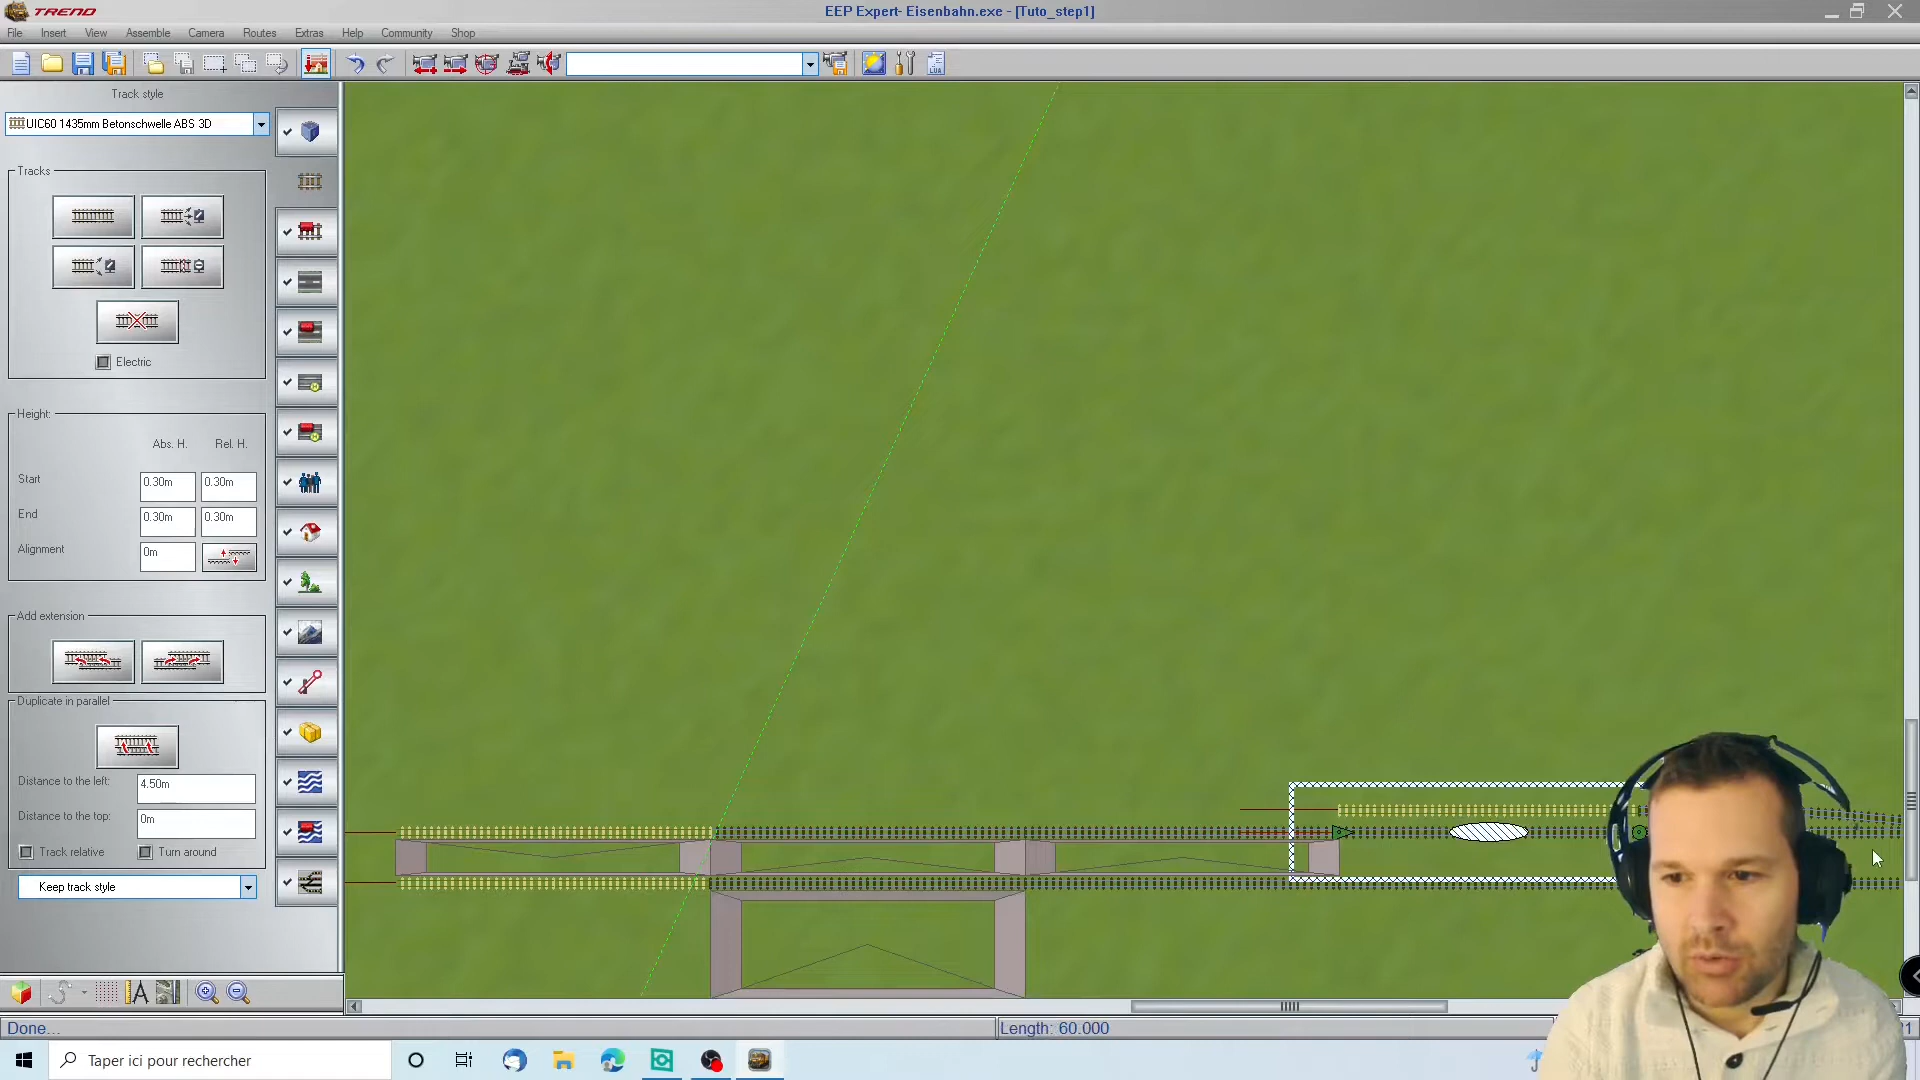 TREND
EEP Expert- Eisenbahn.exe - [Tuto_step1]
File Insert View Assemble Camera Routes Extras Help Community Shop
LUA
Track style
UIC60 1435mm Betonschwelle ABS 3D
Tracks
Electric
Height:
Abs. H. Rel. H.
Start 0.30m 0.30m
End 0.30m 0.30m
Alignment 0m
Add extension
Duplicate in parallel
Distance to the left: 4.50m
Distance to the top: 0m
Track relative Turn around
Keep track style
Done... Length: 60.000
Taper ici pour rechercher